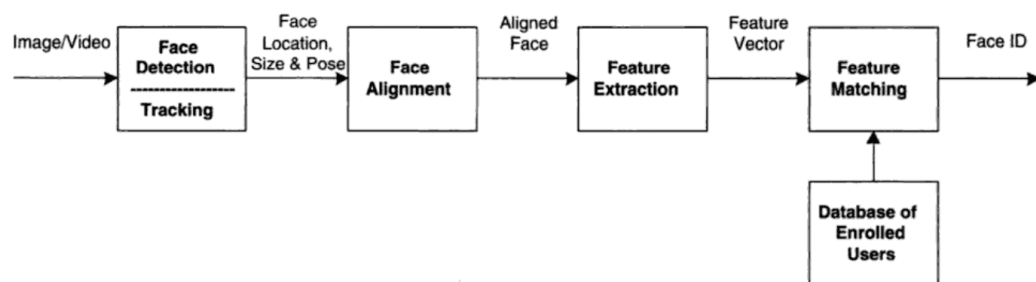 Image/Video
Face
Detection
Tracking
Face
Location,
Size & Pose
Face
Alignment
Aligned
Face
Feature
Extraction
Feature
Vector
Feature
Matching
Face ID
Database of
Enrolled
Users